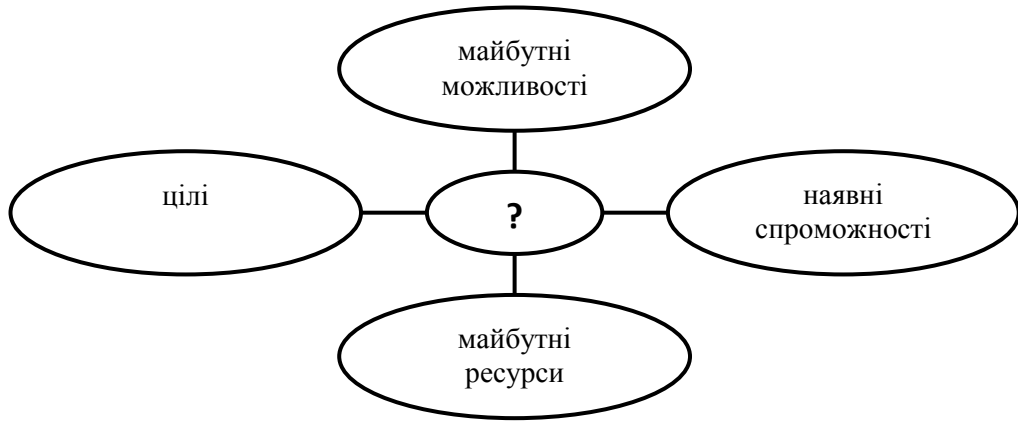 майбутні
можливості
цілі
?
наявні
спроможності
майбутні
ресурси